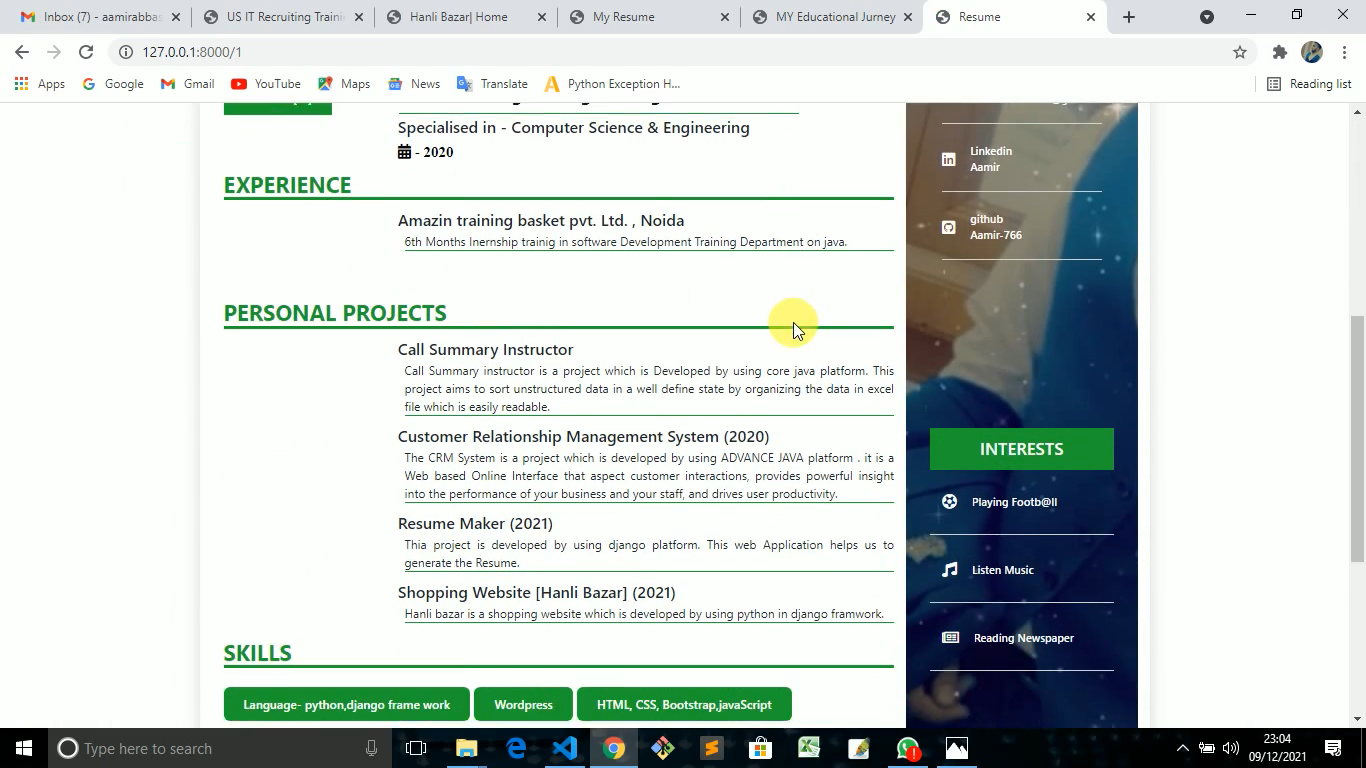 Inbox (7) - aamirabbas
US IT Recruiting Traini
Hanli Bazar| Home
My Resume
MY Educational Jurney
Resume
127.0.0.1:8000/1
Apps
Google
Gmail
YouTube
Maps
News
Translate
Python Exception H...
Reading list
Specialised in - Computer Science & Engineering
- 2020
EXPERIENCE
Amazin training basket pvt. Ltd. , Noida
6th Months Inernship trainig in software Development Training Department on java.
PERSONAL PROJECTS
Call Summary Instructor
Call Summary instructor is a project which is Developed by using core java platform. This
project aims to sort unstructured data in a well define state by organizing the data in excel
file which is easily readable.
Customer Relationship Management System (2020)
The CRM System is a project which is developed by using ADVANCE JAVA platform . it is a
Web based Online Interface that aspect customer interactions, provides powerful insight
into the performance of your business and your staff, and drives user productivity.
Resume Maker (2021)
Thia project is developed by using django platform. This web Application helps us to
generate the Resume.
Shopping Website [Hanli Bazar] (2021)
Hanli bazar is a shopping website which is developed by using python in django framwork.
SKILLS
Language- python,django frame work
Wordpress
HTML, CSS, Bootstrap,javaScript
Linkedin
Aamir
github
Aamir-766
INTERESTS
Playing Footb@ll
Listen Music
Reading Newspaper
Type here to search
23:04
09/12/2021